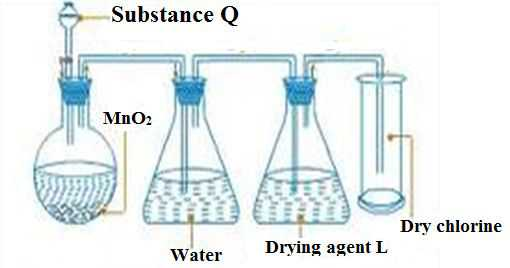 Substance Q
MnO₂
Water
Drying agent L
Dry chlorine